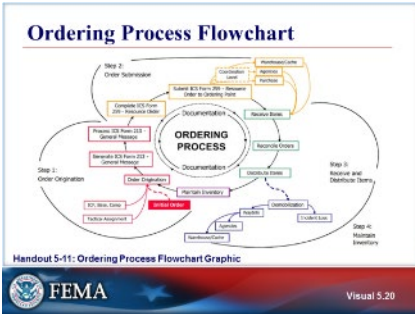 Ordering Process Flowchart
Step 2:
Order Submission
Warehouse/Cache
Coordination
Level
Agencies
Purchase
Submit ICS Form 259 - Resource
Order to Ordering Point
Complete ICS Form
259 - Resource Order
Documentation
Receive Items
Process ICS Form 213 -
General Message
ORDERING
PROCESS
Reconcile Orders
Generate ICS Form 213 -
General Message
Documentation
Step 1:
Order Origination
Order Origination
Distribute Items
Step 3:
Receive and
Distribute Items
Maintain Inventory
Initial Order
Tactics Assignment
Demobilization
Agencies
Incident Loss
Warehouse/Cache
Step 4:
Maintain
Inventory
Handout 5-11: Ordering Process Flowchart Graphic
FEMA
Visual 5.20